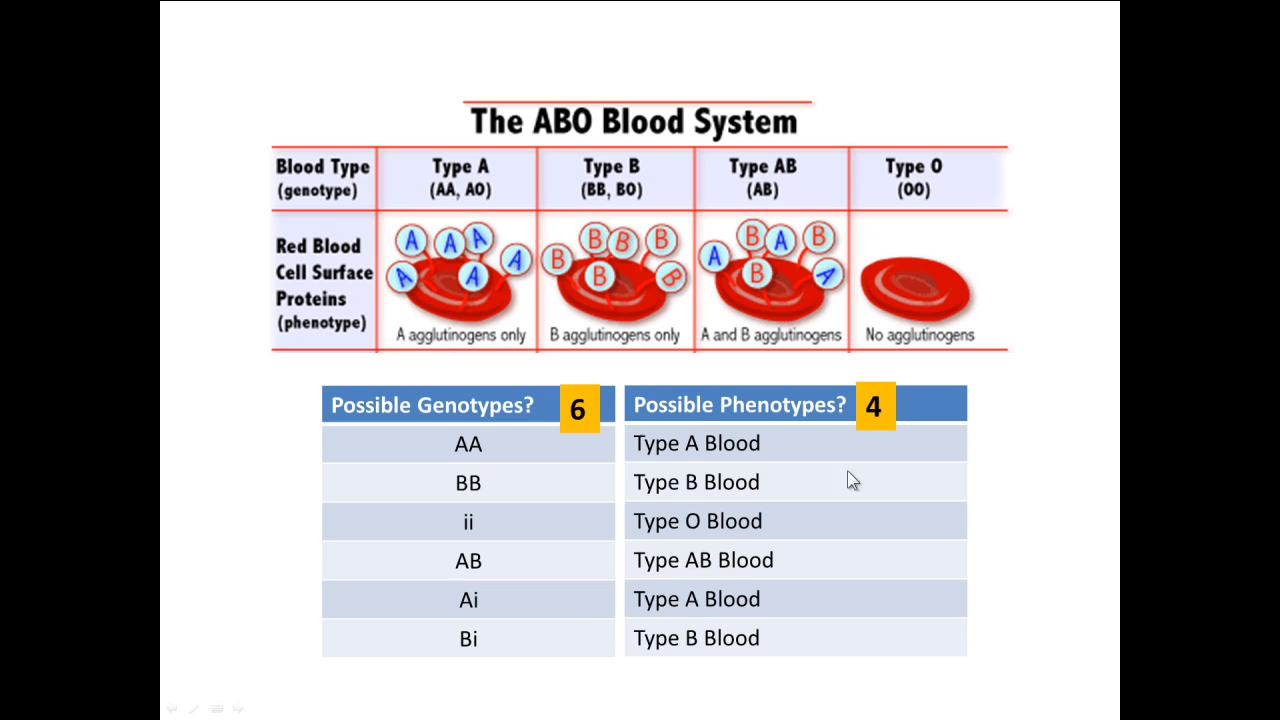 The ABO Blood System
Blood Type (genotype)
Type A (AA, AO)
Type B (BB, BO)
Type AB (AB)
Type O (OO)
Red Blood Cell Surface Proteins (phenotype)
A A A A A A
A agglutinogens only
B B B B B B
B agglutinogens only
A B A B B A
A and B agglutinogens
No agglutinogens
Possible Genotypes? 6
Possible Phenotypes? 4
AA Type A Blood
BB Type B Blood
ii Type O Blood
AB Type AB Blood
Ai Type A Blood
Bi Type B Blood